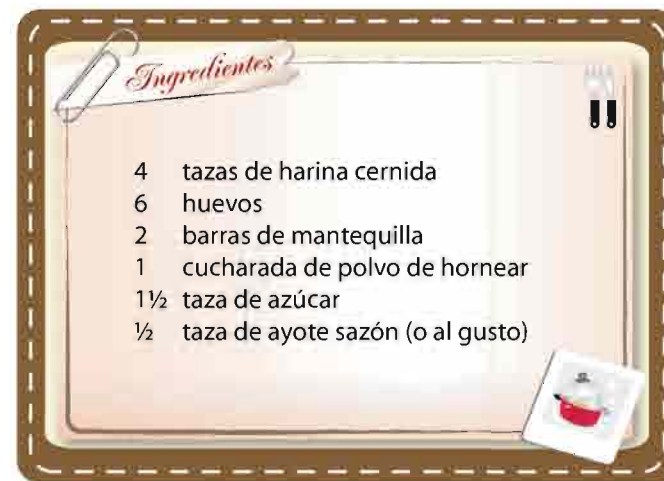 Ingredientes
4 tazas de harina cernida
6 huevos
2 barras de mantequilla
1 cucharada de polvo de hornear
1½ taza de azúcar
½ taza de ayote sazón (o al gusto)